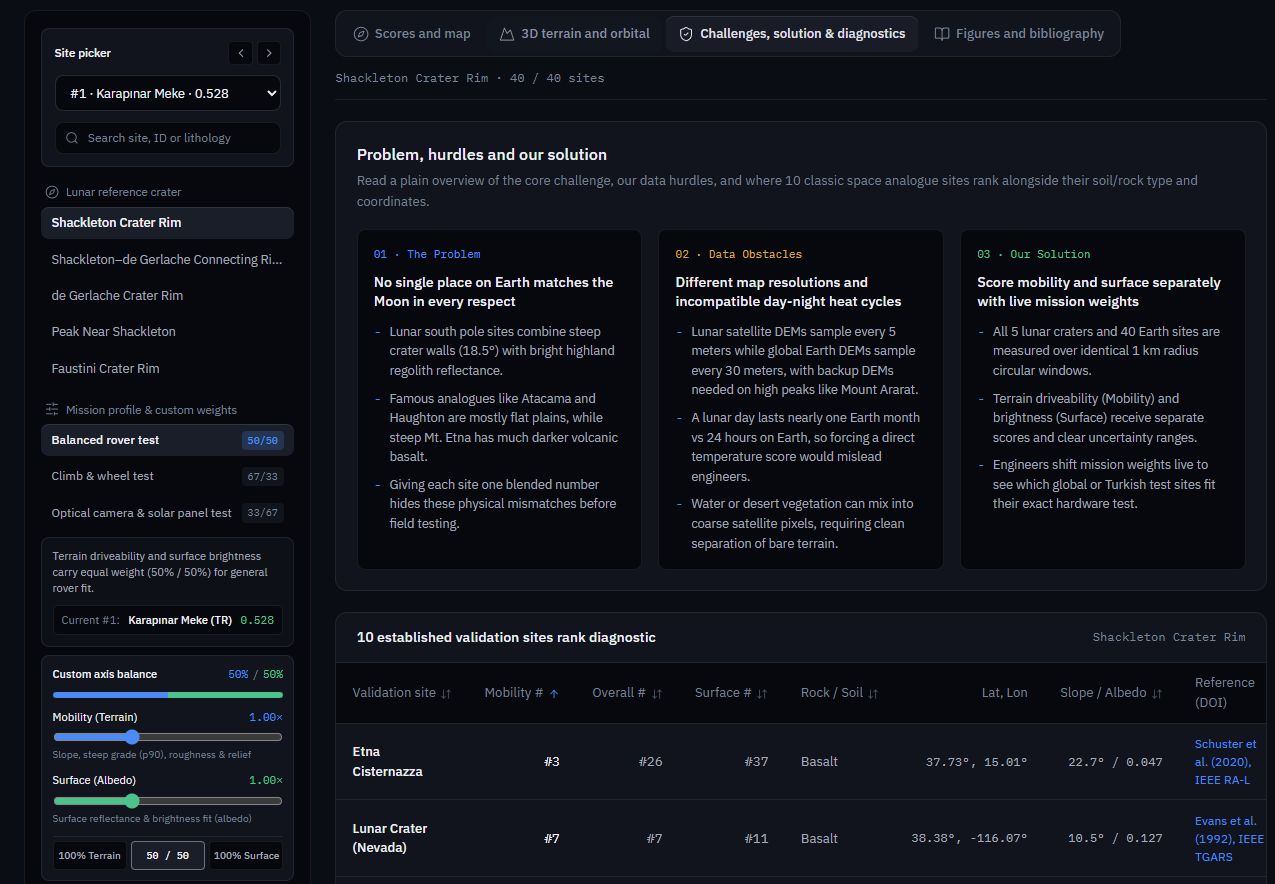 Site picker
#1 · Karapınar Meke · 0.528
Search site, ID or lithology
Lunar reference crater
Shackleton Crater Rim
Shackleton–de Gerlache Connecting Ri...
de Gerlache Crater Rim
Peak Near Shackleton
Faustini Crater Rim
Mission profile & custom weights
Balanced rover test 50/50
Climb & wheel test 67/33
Optical camera & solar panel test 33/67
Terrain driveability and surface brightness
carry equal weight (50% / 50%) for general
rover fit.
Current #1: Karapınar Meke (TR) 0.528
Custom axis balance 50% / 50%
Mobility (Terrain) 1.00×
Slope, steep grade (p90), roughness & relief
Surface (Albedo) 1.00×
Surface reflectance & brightness fit (albedo)
100% Terrain 50 / 50 100% Surface
Scores and map 3D terrain and orbital Challenges, solution & diagnostics Figures and bibliography
Shackleton Crater Rim · 40 / 40 sites
Problem, hurdles and our solution
Read a plain overview of the core challenge, our data hurdles, and where 10 classic space analogue sites rank alongside their soil/rock type and
coordinates.
01 · The Problem
No single place on Earth matches the
Moon in every respect
- Lunar south pole sites combine steep
crater walls (18.5°) with bright highland
regolith reflectance.
- Famous analogues like Atacama and
Haughton are mostly flat plains, while
steep Mt. Etna has much darker volcanic
basalt.
- Giving each site one blended number
hides these physical mismatches before
field testing.
02 · Data Obstacles
Different map resolutions and
incompatible day-night heat cycles
- Lunar satellite DEMs sample every 5
meters while global Earth DEMs sample
every 30 meters, with backup DEMs
needed on high peaks like Mount Ararat.
- A lunar day lasts nearly one Earth month
vs 24 hours on Earth, so forcing a direct
temperature score would mislead
engineers.
- Water or desert vegetation can mix into
coarse satellite pixels, requiring clean
separation of bare terrain.
03 · Our Solution
Score mobility and surface separately
with live mission weights
- All 5 lunar craters and 40 Earth sites are
measured over identical 1 km radius
circular windows.
- Terrain driveability (Mobility) and
brightness (Surface) receive separate
scores and clear uncertainty ranges.
- Engineers shift mission weights live to
see which global or Turkish test sites fit
their exact hardware test.
10 established validation sites rank diagnostic Shackleton Crater Rim
Validation site Mobility # Overall # Surface # Rock / Soil Lat, Lon Slope / Albedo Reference
(DOI)
Etna
Cisternazza #3 #26 #37 Basalt 37.73°, 15.01° 22.7° / 0.047 Schuster et
al. (2020),
IEEE RA-L
Lunar Crater
(Nevada) #7 #7 #11 Basalt 38.38°, -116.07° 10.5° / 0.127 Evans et al.
(1992), IEEE
TGARS